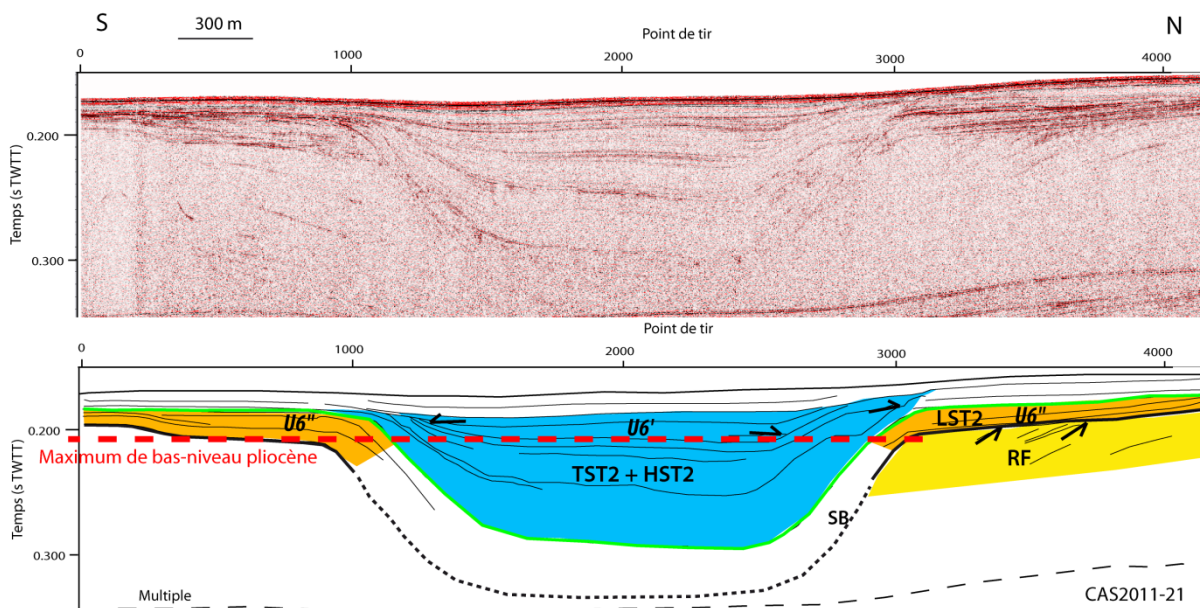 S
300 m
Point de tir
N
0
1000
2000
3000
4000
Temps (s TWTT)
0.200
0.300
Point de tir
0
1000
2000
3000
4000
Temps (s TWTT)
0.200
0.300
U6"
U6'
LST2
U6"
Maximum de bas-niveau pliocène
TST2 + HST2
RF
SB
Multiple
CAS2011-21